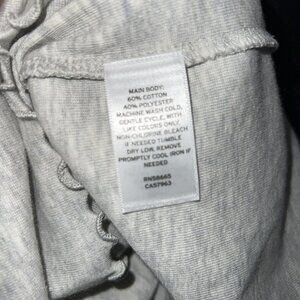 MAIN BODY:
60% COTTON
40% POLYESTER
MACHINE WASH COLD,
GENTLE CYCLE, WITH
LIKE COLORS ONLY,
NON-CHLORINE BLEACH
IF NEEDED TUMBLE
DRY LOW, REMOVE
PROMPTLY COOL IRON IF
NEEDED
RN58665
CA57963